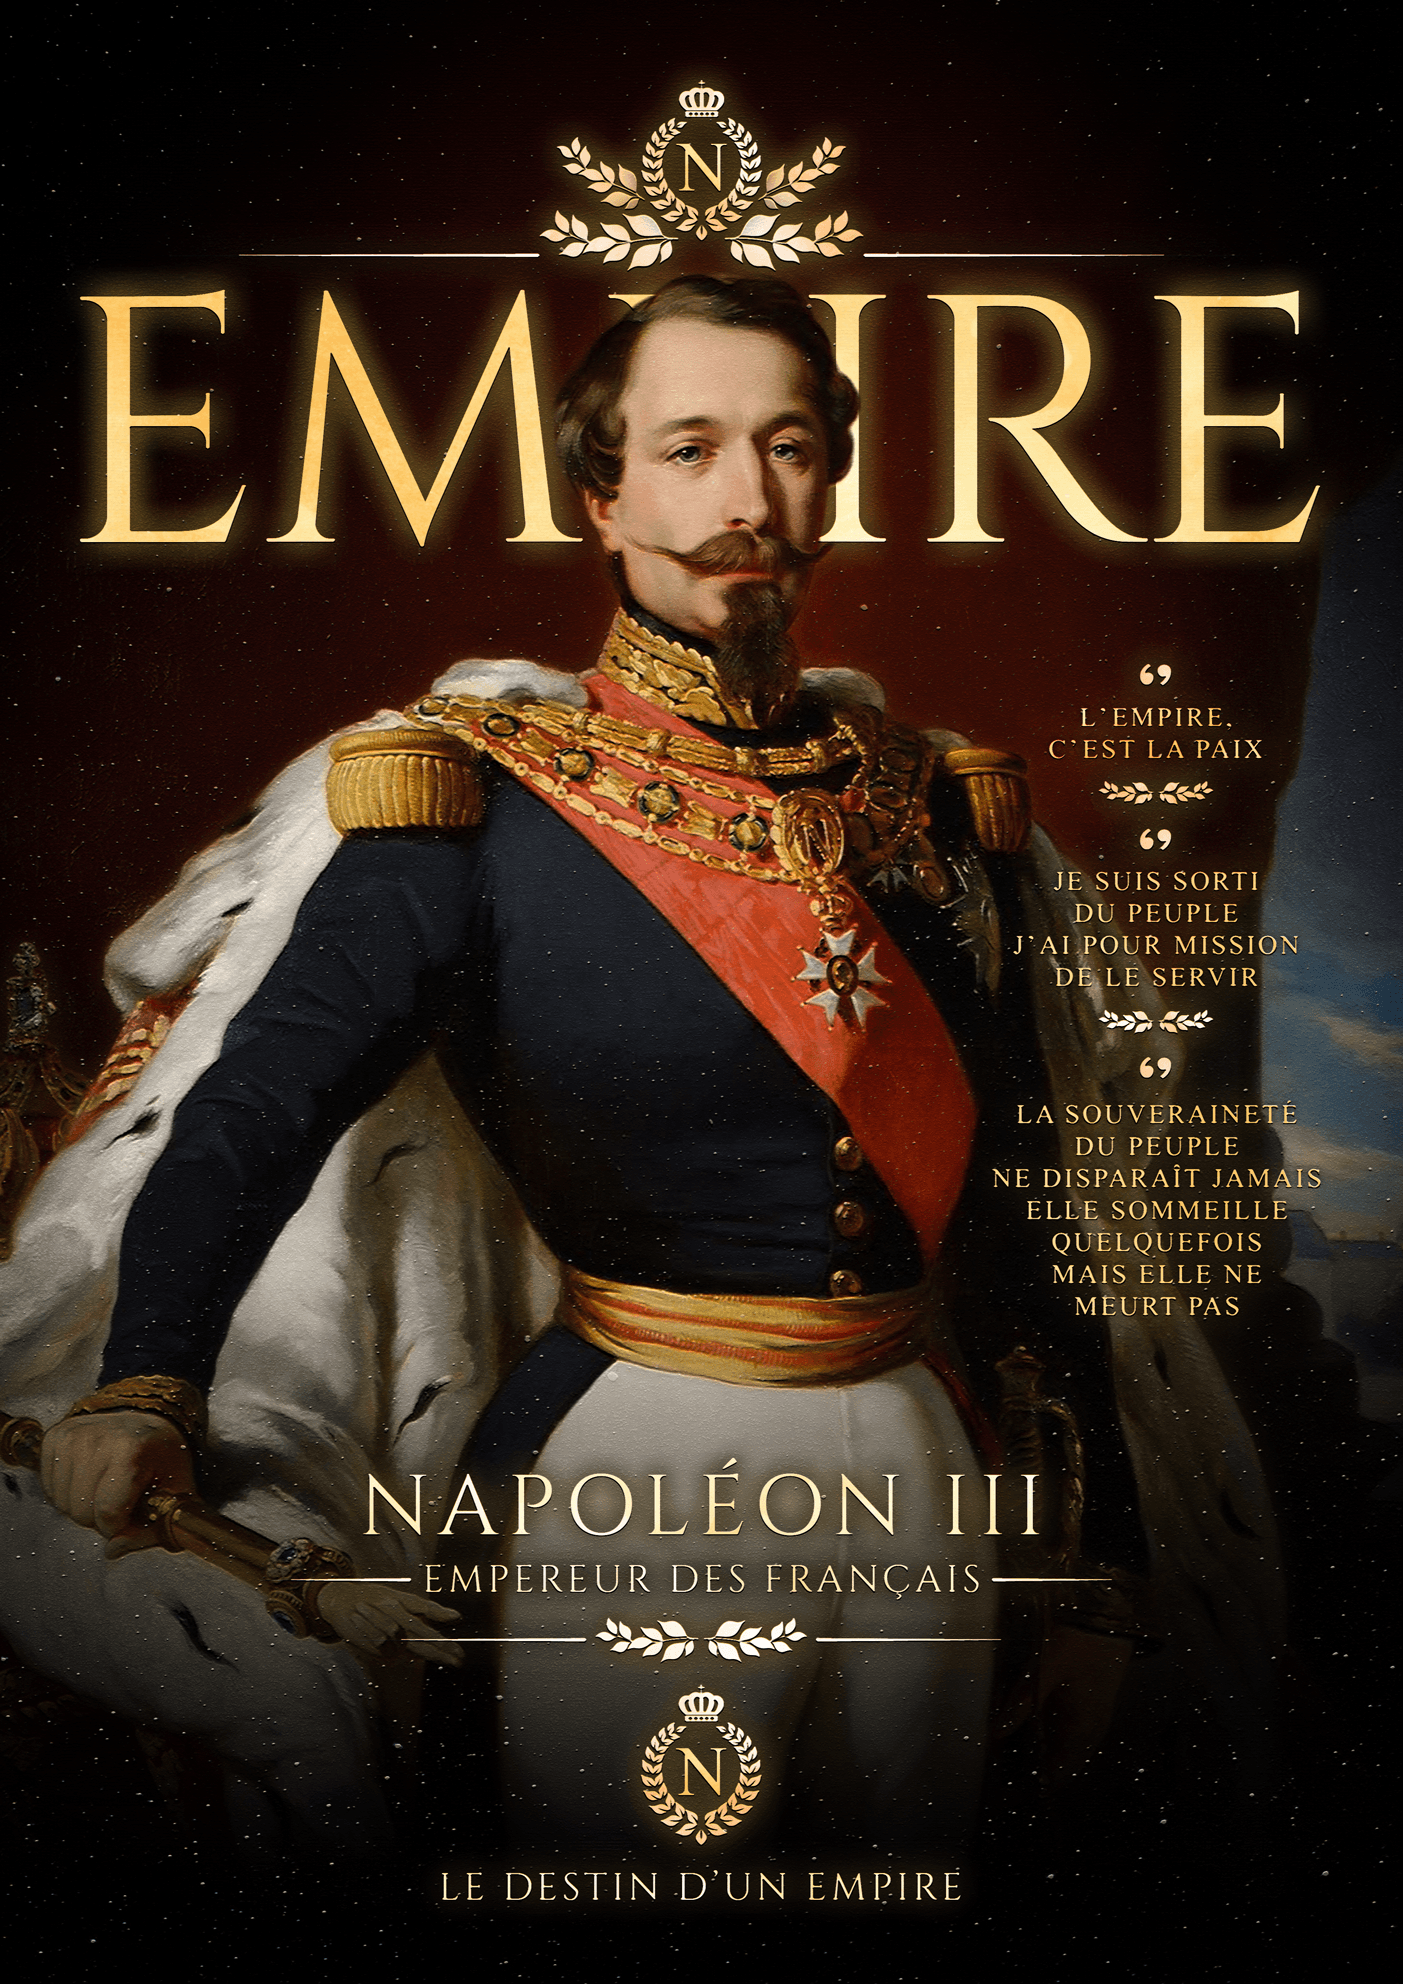 N
EMPIRE
❛❜
L'EMPIRE,
C'EST LA PAIX
❛❜
JE SUIS SORTI
DU PEUPLE
J'AI POUR MISSION
DE LE SERVIR
❛❜
LA SOUVERAINETÉ
DU PEUPLE
NE DISPARAÎT JAMAIS
ELLE SOMMEILLE
QUELQUEFOIS
MAIS ELLE NE
MEURT PAS
NAPOLÉON III
EMPEREUR DES FRANÇAIS
N
LE DESTIN D'UN EMPIRE